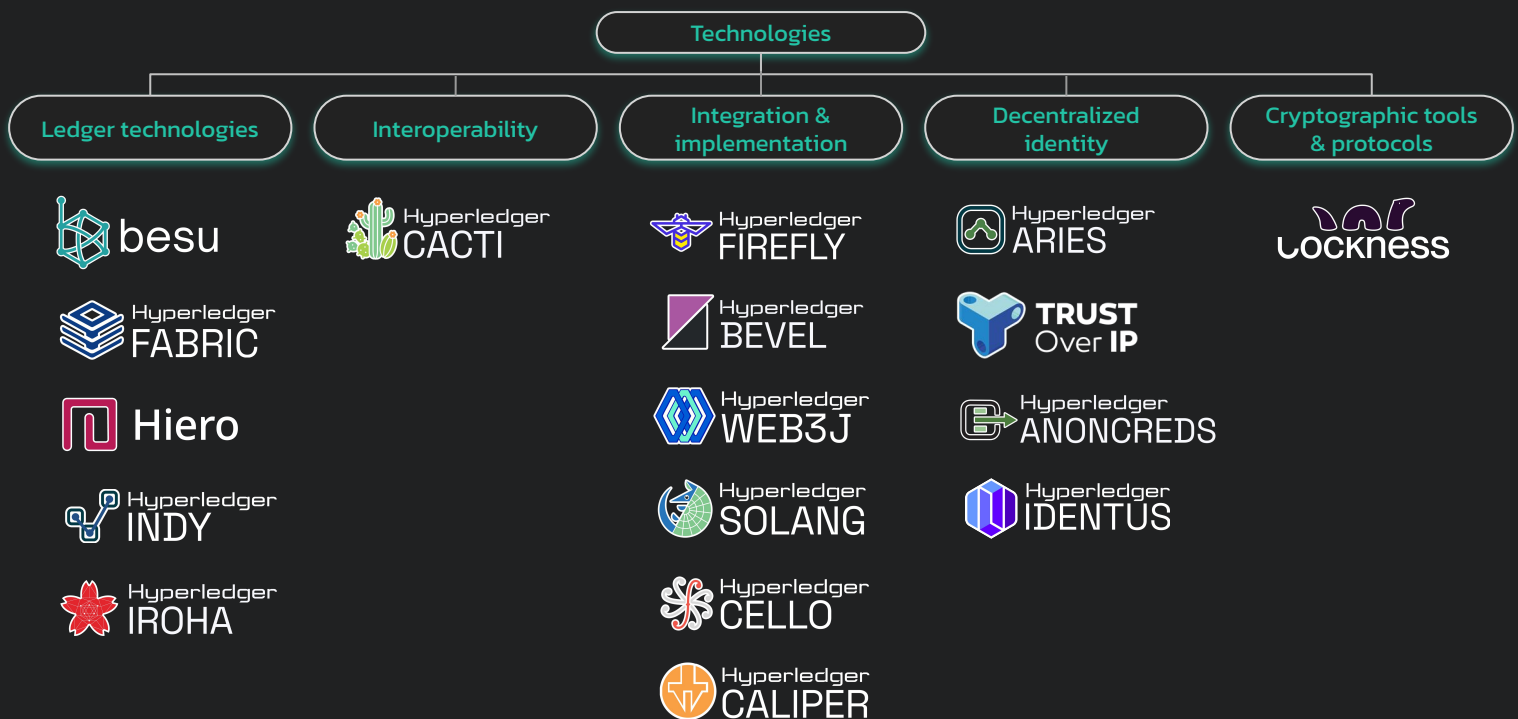 Technologies
Ledger technologies
besu
Hyperledger
FABRIC
Hiero
Hyperledger
INDY
Hyperledger
IROHA
Interoperability
Hyperledger
CACTI
Integration &
implementation
Hyperledger
FIREFLY
Hyperledger
BEVEL
Hyperledger
WEB3J
Hyperledger
SOLANG
Hyperledger
CELLO
Hyperledger
CALIPER
Decentralized
identity
Hyperledger
ARIES
TRUST
Over IP
Hyperledger
ANONCREDS
Hyperledger
IDENTUS
Cryptographic tools
& protocols
LOCKNESS